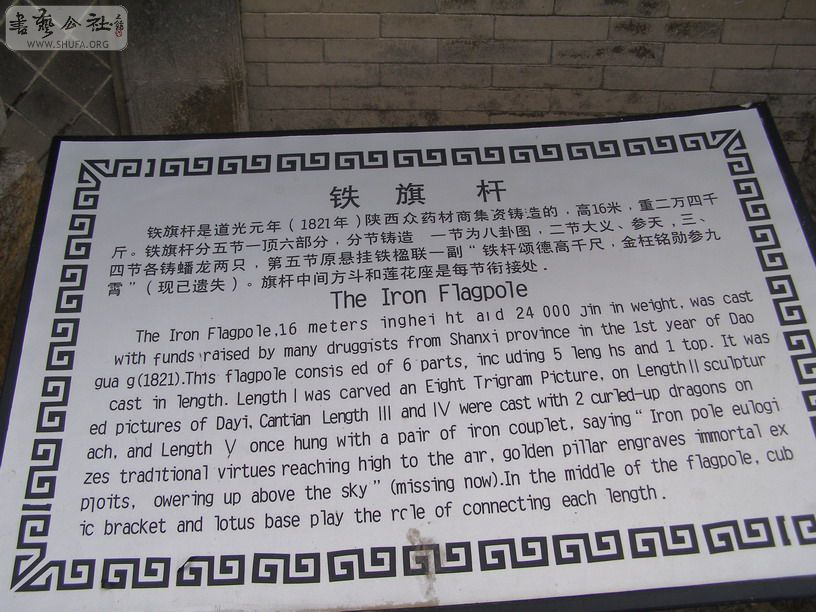 書藝公社
WWW.SHUFA.ORG
铁旗杆
铁旗杆是道光元年（1821年）陕西众药材商集资铸造的，高16米，重二万四千
斤。铁旗杆分五节一顶六部分，分节铸造 一节为八卦图，二节大义、参天，三、
四节各铸蟠龙两只，第五节原悬挂铁楹联一副“铁杆颂德高千尺，金柱铭勋参九
霄”（现已遗失）。旗杆中间方斗和莲花座是每节衔接处．
The Iron Flagpole
The Iron Flagpole,16 meters inghei ht ald 24 000 Jin in weight, was cast
with funds raised by many druggists from Shanxi province in the 1st year of Dao
gua g(1821).This flagpole consis ed of 6 parts, inc uding 5 leng hs and 1 top. It was
cast in length. Length I was carved an Eight Trigram Picture, on Length II sculptur
ed pictures of Dayi, Cantian Length III and IV were cast with 2 curled-up dragons on
ach, and Length V once hung with a pair of iron couplet, saying“ Iron pole eulogi
zes traditional virtues reaching high to the air, golden pillar engraves immortal ex
ploits, owering up above the sky” (missing now).In the middle of the flagpole, cub
ic bracket and lotus base play the role of connecting each length.